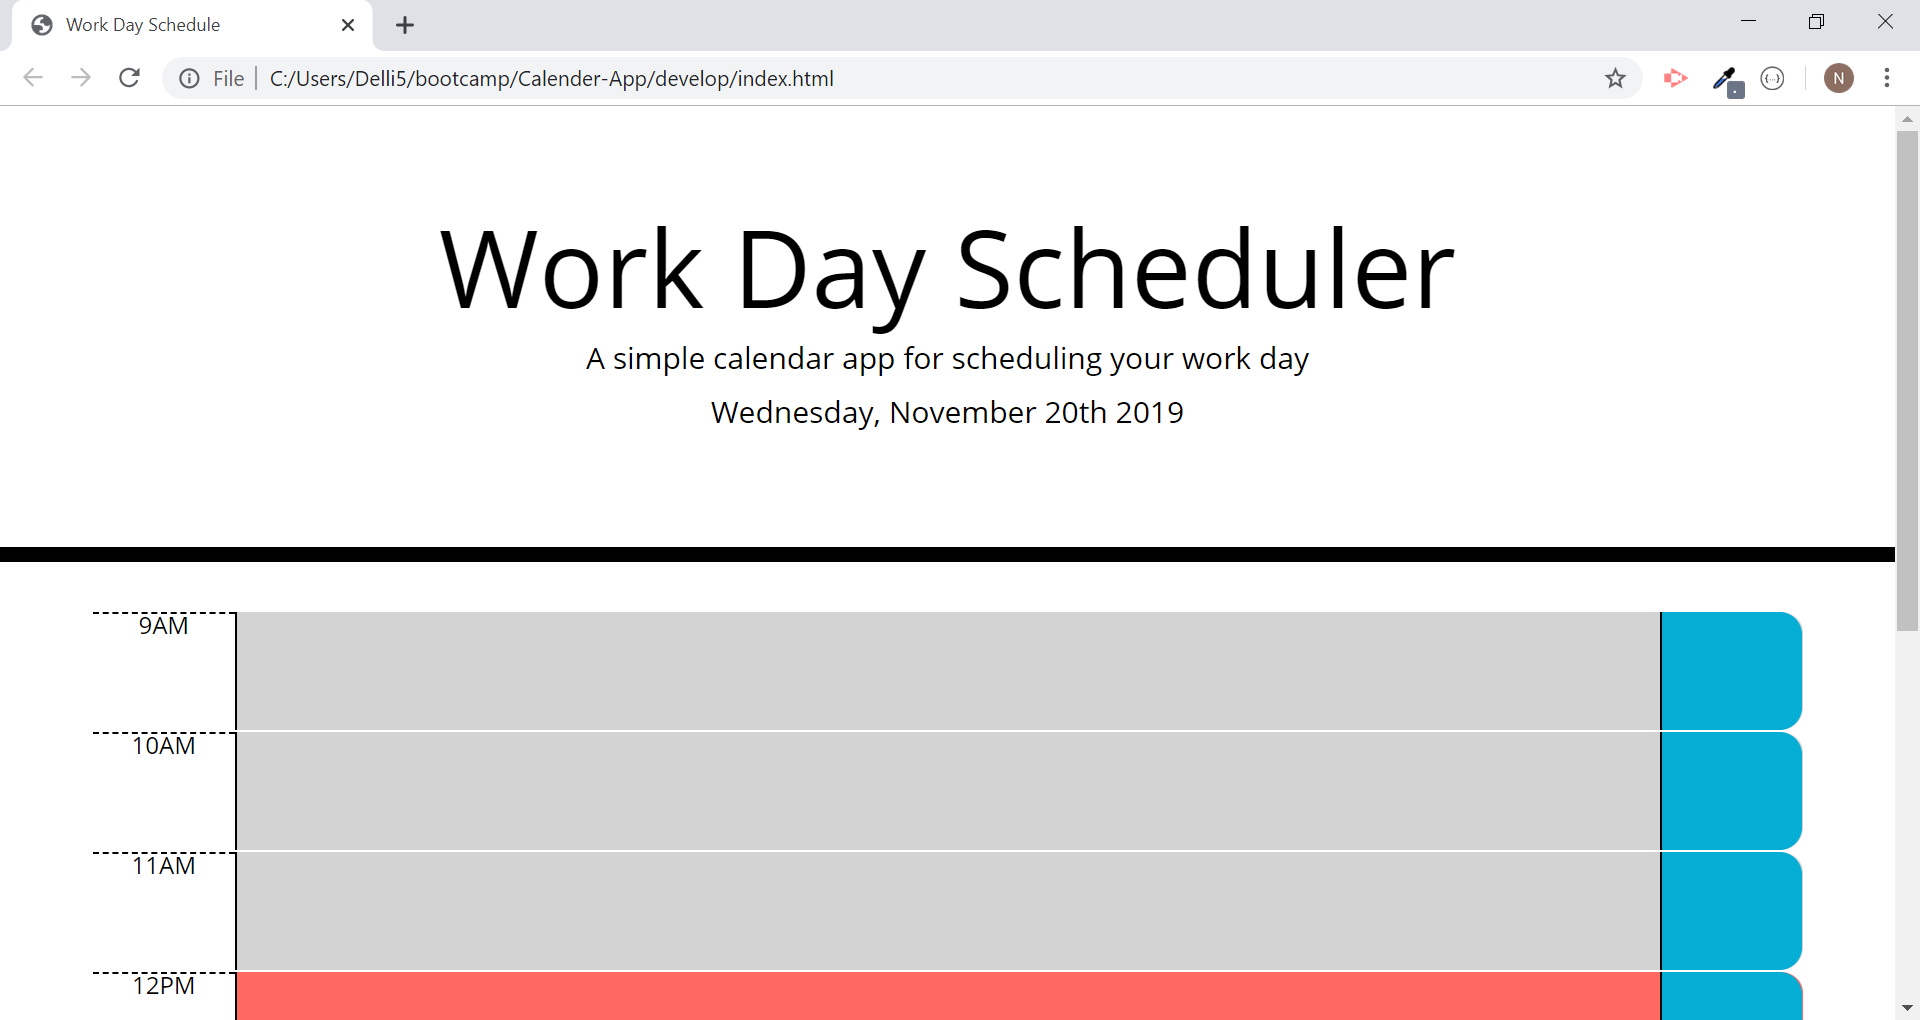 Work Day Schedule
File
C:/Users/Delli5/bootcamp/Calender-App/develop/index.html
N
Work Day Scheduler
A simple calendar app for scheduling your work day
Wednesday, November 20th 2019
9AM
10AM
11AM
12PM